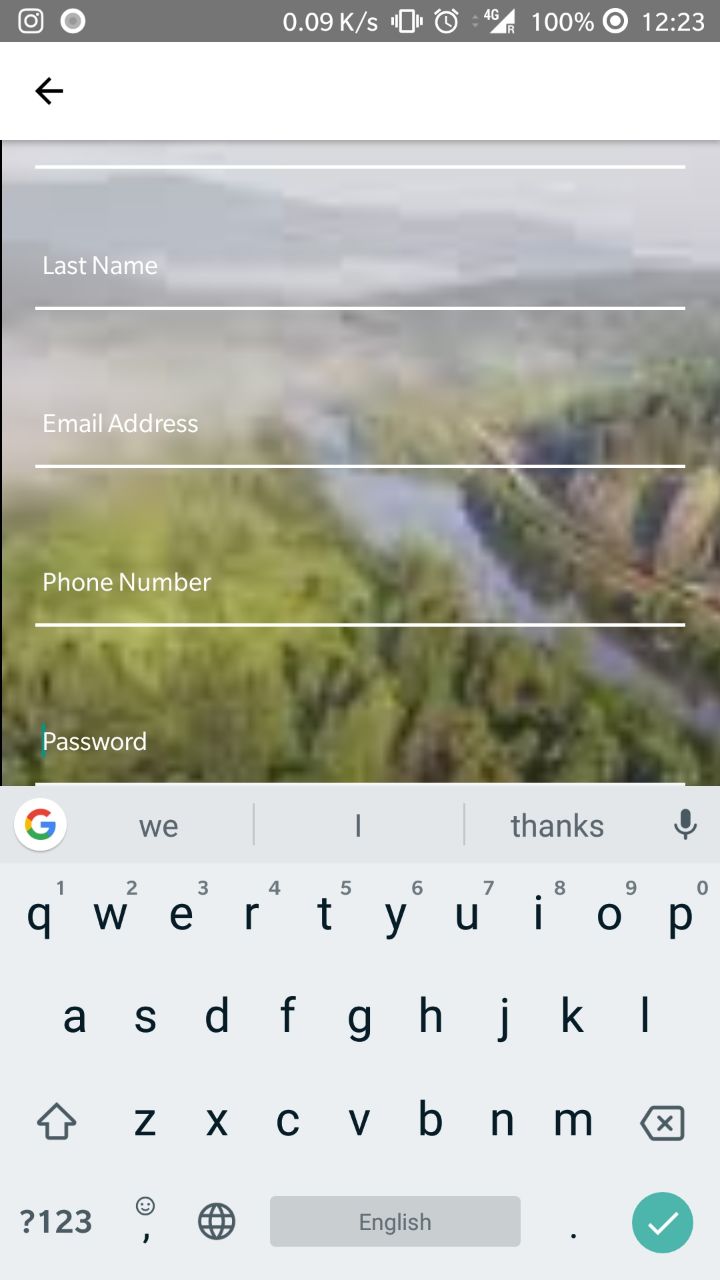 0.09 K/s 4G R 100% 12:23
Last Name
Email Address
Phone Number
Password
G we I thanks
1 2 3 4 5 6 7 8 9 0
q w e r t y u i o p
a s d f g h j k l
z x c v b n m
?123 , English .